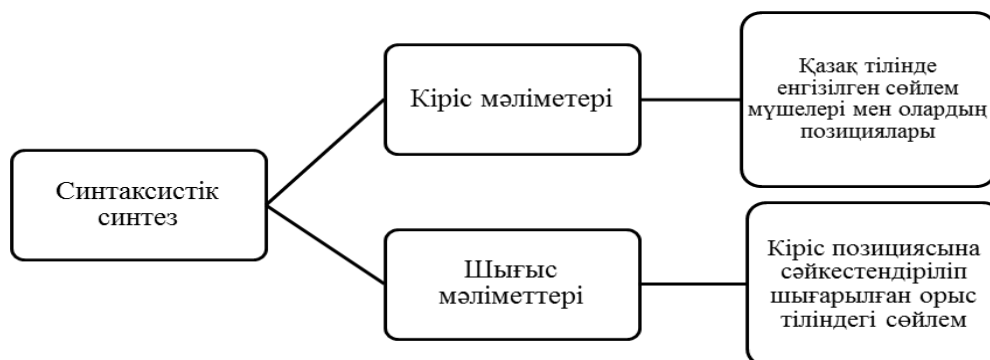 Синтаксистік
синтез
Кіріс мәліметері
Қазақ тілінде
енгізілген сөйлем
мүшелері мен олардың
позициялары
Шығыс
мәліметтері
Кіріс позициясына
сәйкестендіріліп
шығарылған орыс
тіліндегі сөйлем